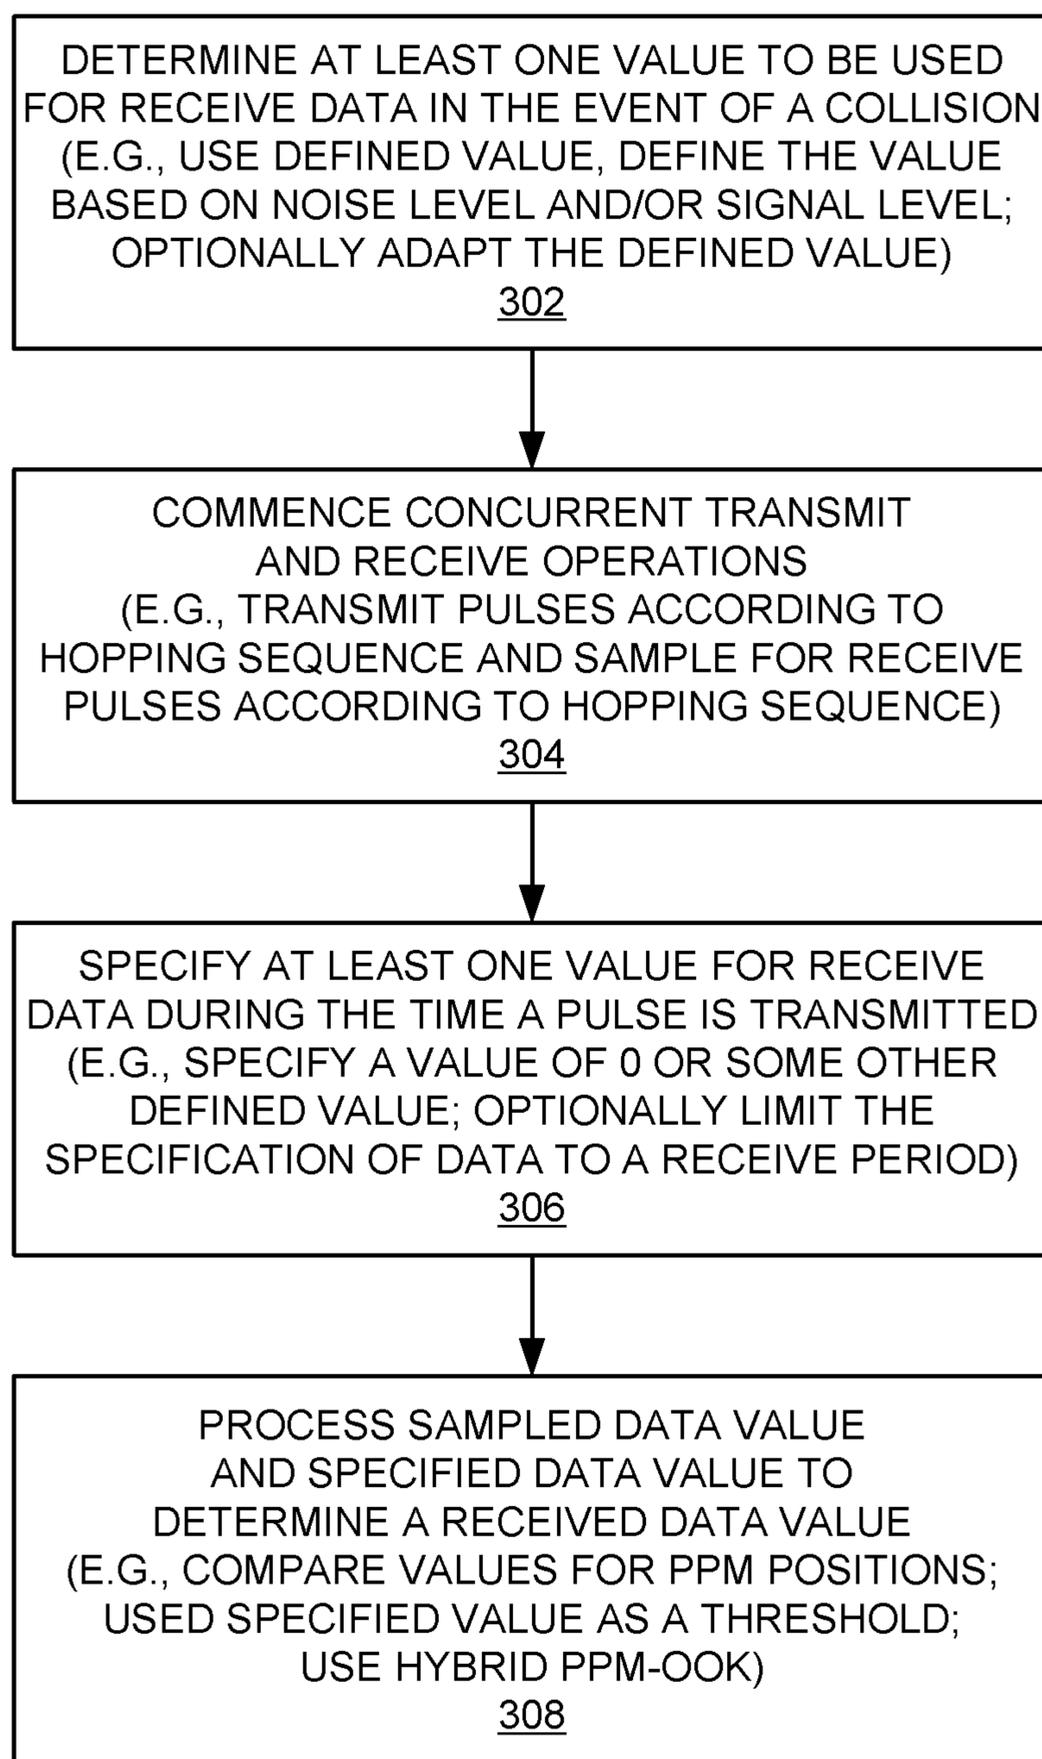 DETERMINE AT LEAST ONE VALUE TO BE USED
FOR RECEIVE DATA IN THE EVENT OF A COLLISION
(E.G., USE DEFINED VALUE, DEFINE THE VALUE
BASED ON NOISE LEVEL AND/OR SIGNAL LEVEL;
OPTIONALLY ADAPT THE DEFINED VALUE)
302
COMMENCE CONCURRENT TRANSMIT
AND RECEIVE OPERATIONS
(E.G., TRANSMIT PULSES ACCORDING TO
HOPPING SEQUENCE AND SAMPLE FOR RECEIVE
PULSES ACCORDING TO HOPPING SEQUENCE)
304
SPECIFY AT LEAST ONE VALUE FOR RECEIVE
DATA DURING THE TIME A PULSE IS TRANSMITTED
(E.G., SPECIFY A VALUE OF 0 OR SOME OTHER
DEFINED VALUE; OPTIONALLY LIMIT THE
SPECIFICATION OF DATA TO A RECEIVE PERIOD)
306
PROCESS SAMPLED DATA VALUE
AND SPECIFIED DATA VALUE TO
DETERMINE A RECEIVED DATA VALUE
(E.G., COMPARE VALUES FOR PPM POSITIONS;
USED SPECIFIED VALUE AS A THRESHOLD;
USE HYBRID PPM-OOK)
308